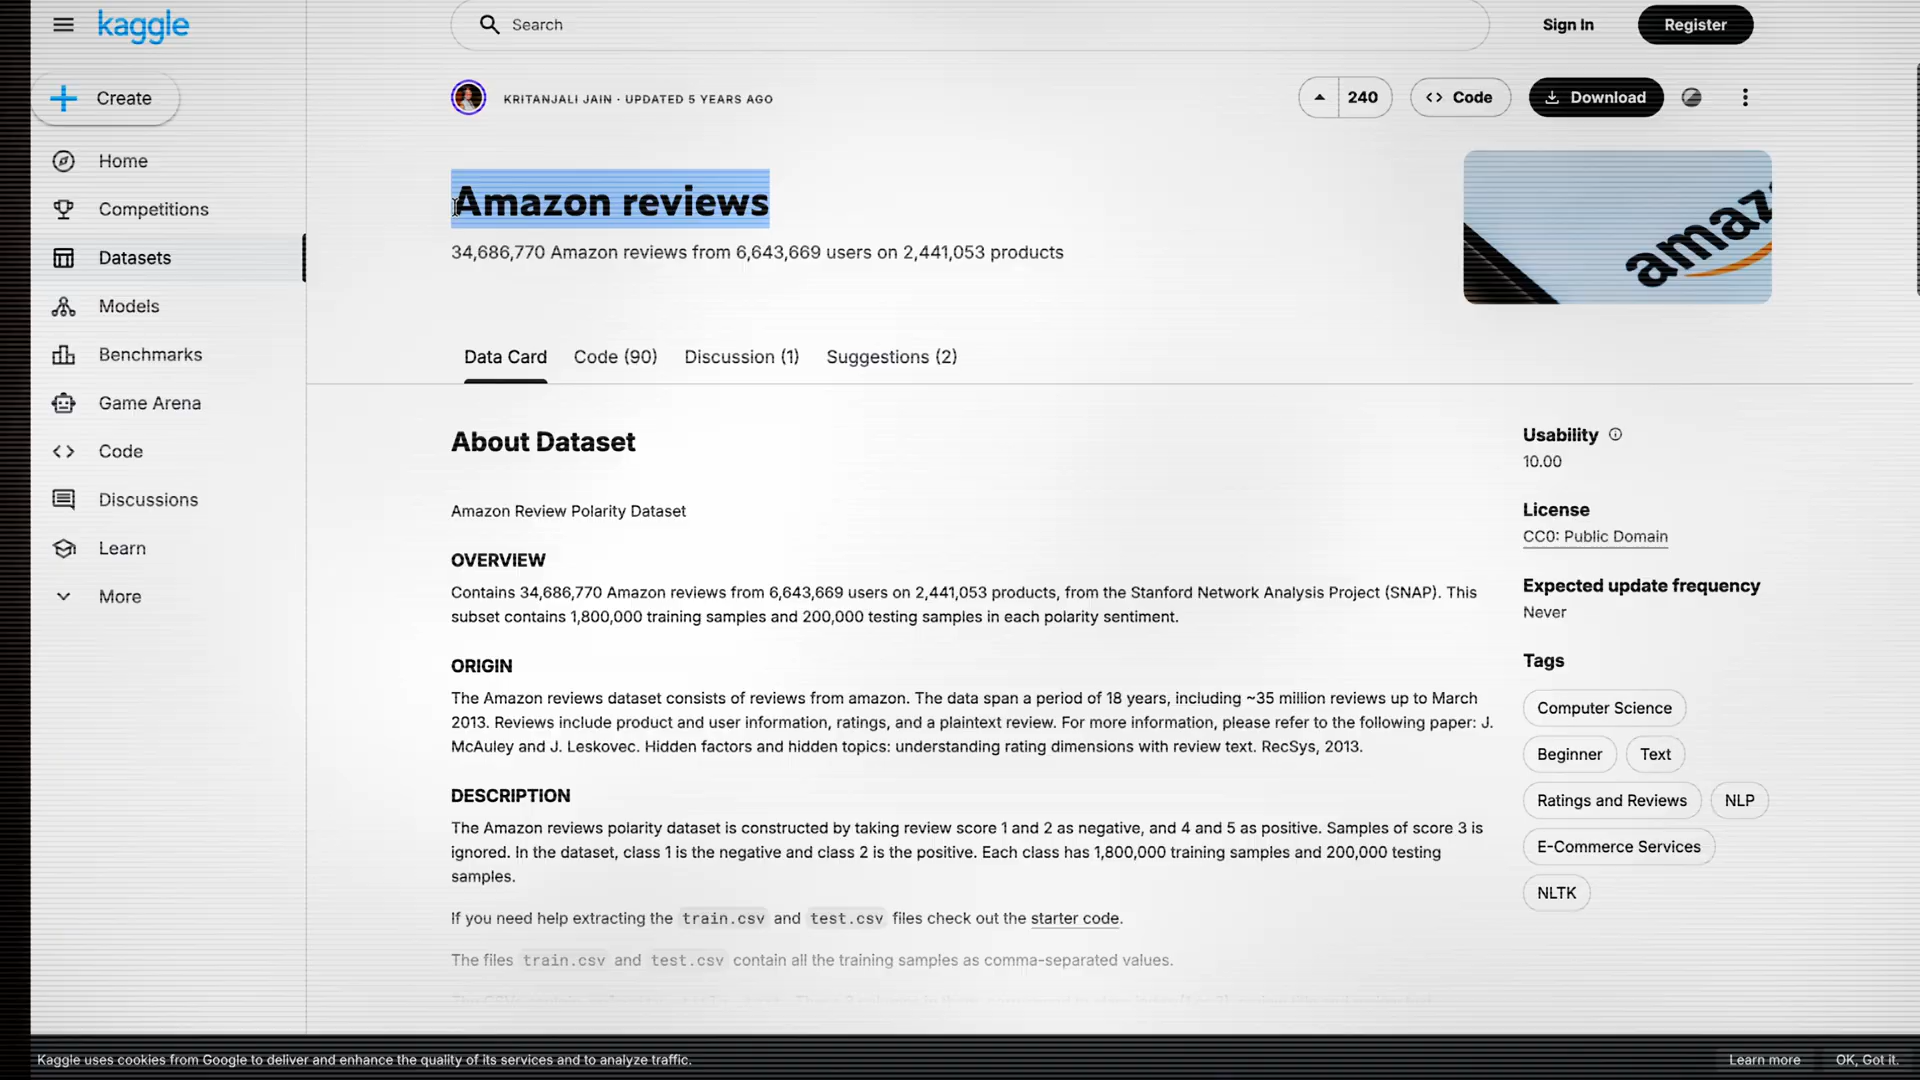 kaggle
Search
Sign In
Register
Create
KRITANJALI JAIN · UPDATED 5 YEARS AGO
240
Code
Download
Home
Competitions
Datasets
Models
Benchmarks
Game Arena
Code
Discussions
Learn
More
Amazon reviews
34,686,770 Amazon reviews from 6,643,669 users on 2,441,053 products
amaz
Data Card
Code (90)
Discussion (1)
Suggestions (2)
About Dataset
Amazon Review Polarity Dataset
OVERVIEW
Contains 34,686,770 Amazon reviews from 6,643,669 users on 2,441,053 products, from the Stanford Network Analysis Project (SNAP). This
subset contains 1,800,000 training samples and 200,000 testing samples in each polarity sentiment.
ORIGIN
The Amazon reviews dataset consists of reviews from amazon. The data span a period of 18 years, including ~35 million reviews up to March
2013. Reviews include product and user information, ratings, and a plaintext review. For more information, please refer to the following paper: J.
McAuley and J. Leskovec. Hidden factors and hidden topics: understanding rating dimensions with review text. RecSys, 2013.
DESCRIPTION
The Amazon reviews polarity dataset is constructed by taking review score 1 and 2 as negative, and 4 and 5 as positive. Samples of score 3 is
ignored. In the dataset, class 1 is the negative and class 2 is the positive. Each class has 1,800,000 training samples and 200,000 testing
samples.
If you need help extracting the train.csv and test.csv files check out the starter code.
The files train.csv and test.csv contain all the training samples as comma-separated values.
Usability
10.00
License
CC0: Public Domain
Expected update frequency
Never
Tags
Computer Science
Beginner
Text
Ratings and Reviews
NLP
E-Commerce Services
NLTK
Kaggle uses cookies from Google to deliver and enhance the quality of its services and to analyze traffic.
Learn more
OK, Got it.